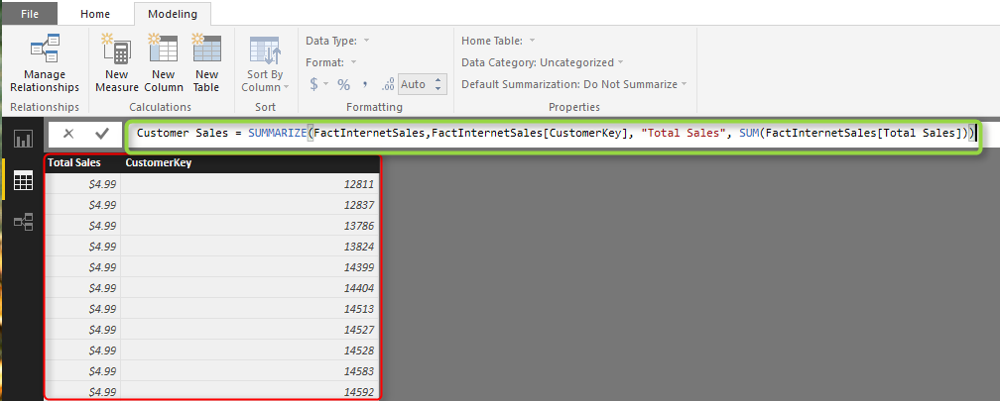 File Home Modeling
Data Type: Home Table:
Manage Relationships New Measure New Column New Table Sort By Column Format: Data Category: Uncategorized
$ % , .00 Auto Default Summarization: Do Not Summarize
Relationships Calculations Sort Formatting Properties
Customer Sales = SUMMARIZE(FactInternetSales,FactInternetSales[CustomerKey], "Total Sales", SUM(FactInternetSales[Total Sales]))
Total Sales CustomerKey
$4.99 12811
$4.99 12837
$4.99 13786
$4.99 13824
$4.99 14399
$4.99 14404
$4.99 14513
$4.99 14527
$4.99 14528
$4.99 14583
$4.99 14592